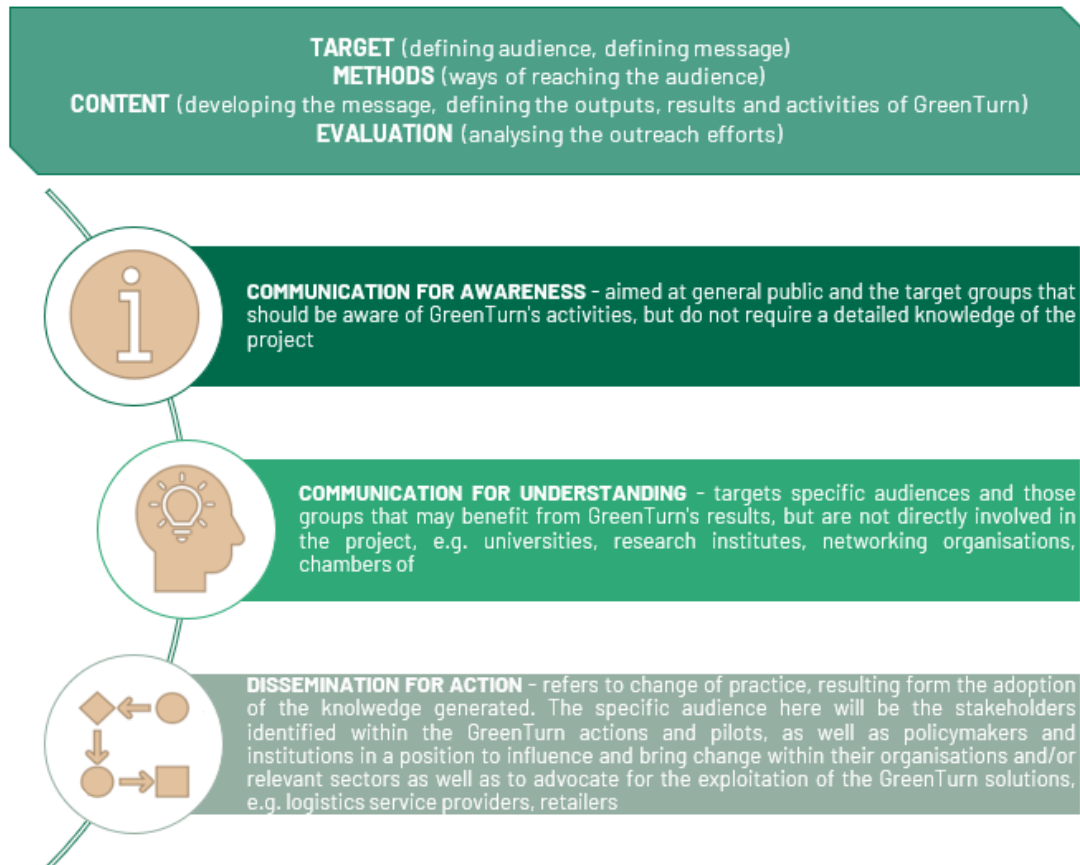 TARGET (defining audience, defining message)
METHODS (ways of reaching the audience)
CONTENT (developing the message, defining the outputs, results and activities of GreenTurn)
EVALUATION (analysing the outreach efforts)
COMMUNICATION FOR AWARENESS - aimed at general public and the target groups that
should be aware of GreenTurn's activities, but do not require a detailed knowledge of the
project
COMMUNICATION FOR UNDERSTANDING - targets specific audiences and those
groups that may benefit from GreenTurn's results, but are not directly involved in
the project, e.g. universities, research institutes, networking organisations,
chambers of
DISSEMINATION FOR ACTION - refers to change of practice, resulting form the adoption
of the knolwedge generated. The specific audience here will be the stakeholders
identified within the GreenTurn actions and pilots, as well as policymakers and
institutions in a position to influence and bring change within their organisations and/or
relevant sectors as well as to advocate for the exploitation of the GreenTurn solutions,
e.g. logistics service providers, retailers